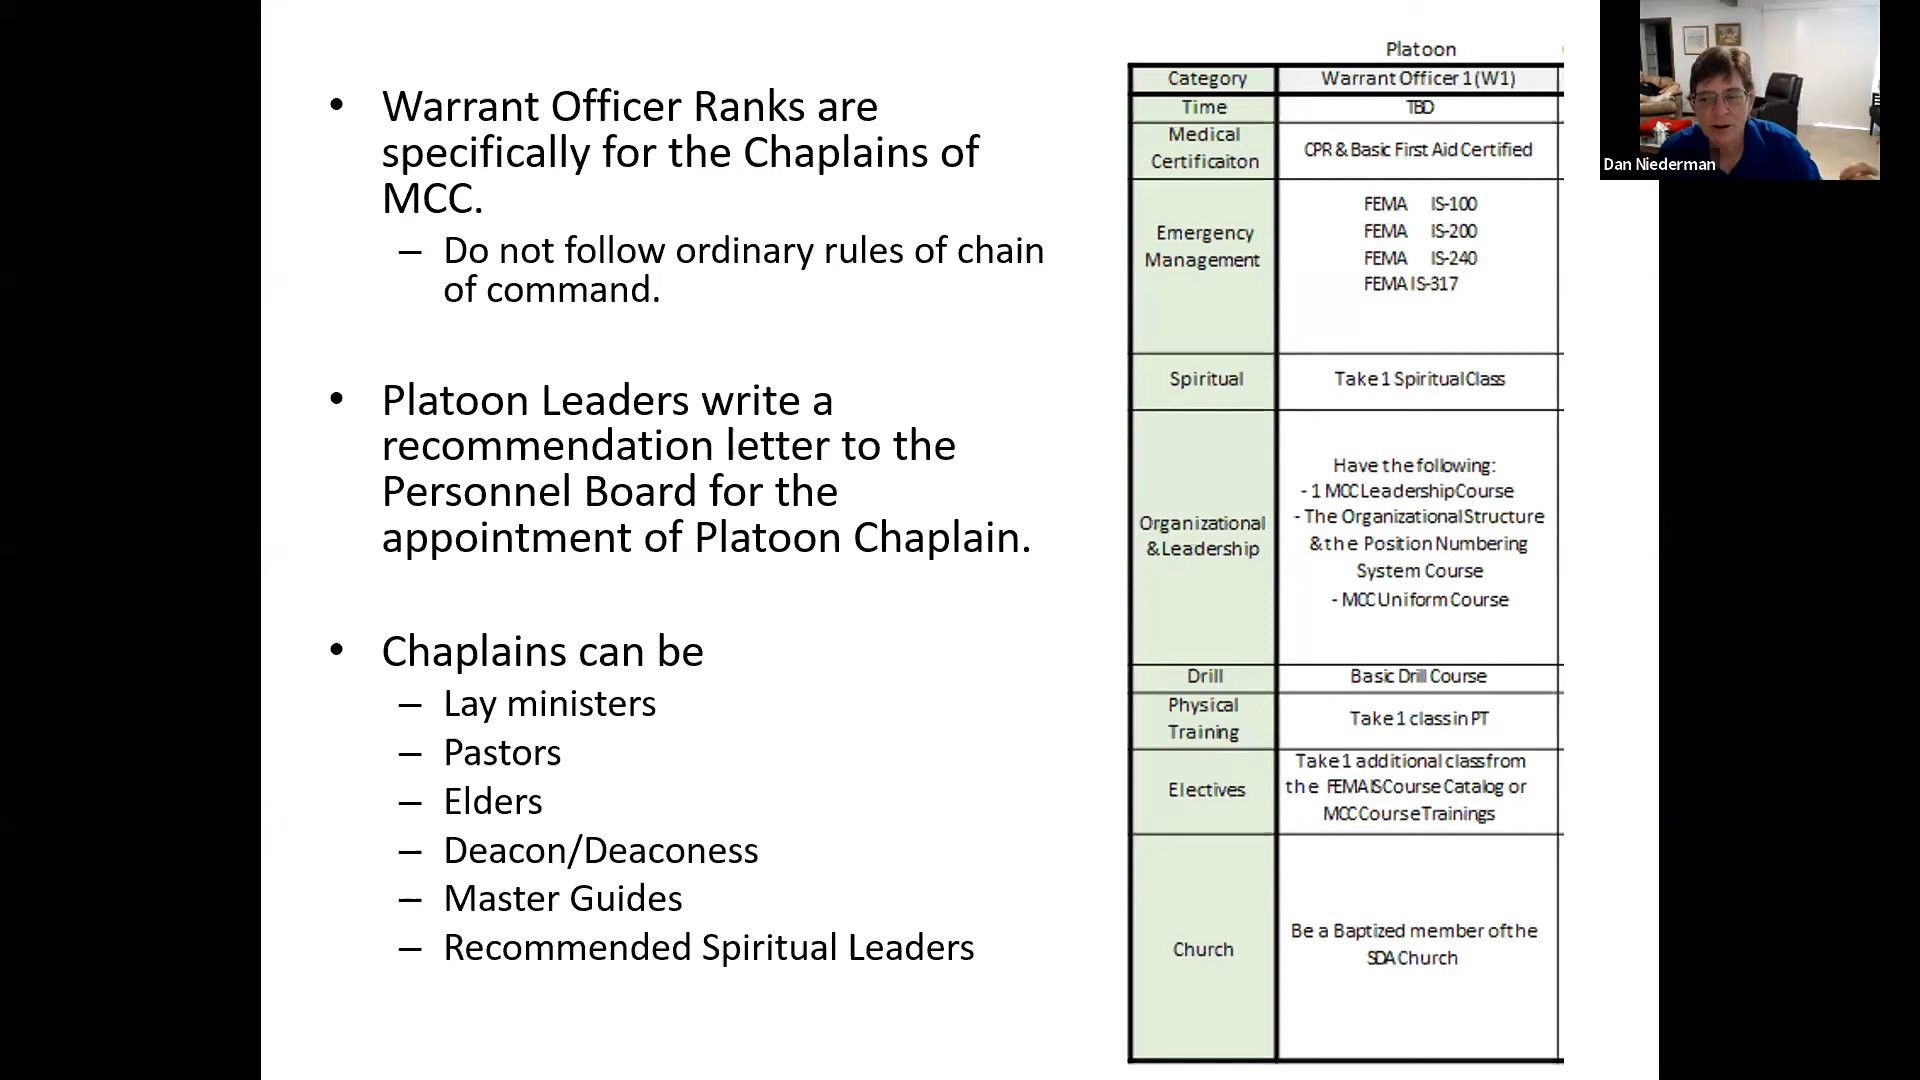 • Warrant Officer Ranks are
specifically for the Chaplains of
MCC.
– Do not follow ordinary rules of chain
of command.
• Platoon Leaders write a
recommendation letter to the
Personnel Board for the
appointment of Platoon Chaplain.
• Chaplains can be
– Lay ministers
– Pastors
– Elders
– Deacon/Deaconess
– Master Guides
– Recommended Spiritual Leaders
Platoon
Category Warrant Officer 1 (W1)
Time TBD
Medical
Certificaiton
CPR & Basic First Aid Certified
Emergency
Management
FEMA IS-100
FEMA IS-200
FEMA IS-240
FEMA IS-317
Spiritual Take 1 Spiritual Class
Organizational
& Leadership
Have the following:
- 1 MCC Leadership Course
- The Organizational Structure
& the Position Numbering
System Course
- MCC Uniform Course
Drill Basic Drill Course
Physical
Training
Take 1 class in PT
Electives
Take 1 additional class from
the FEMA IS Course Catalog or
MCC Course Trainings
Church
Be a Baptized member of the
SDA Church
Dan Niederman